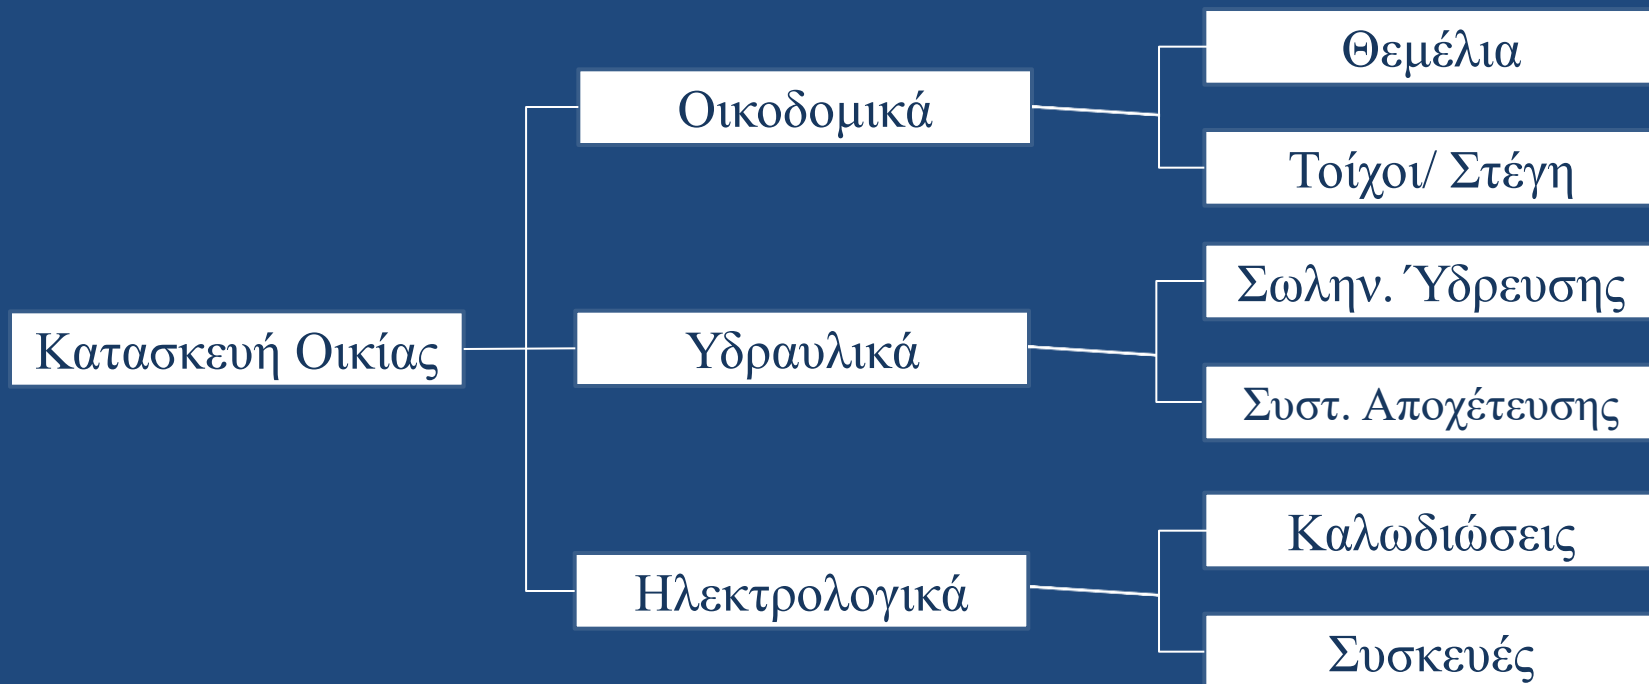 Κατασκευή Οικίας
Οικοδομικά
Θεμέλια
Τοίχοι/ Στέγη
Υδραυλικά
Σωλην. Ύδρευσης
Συστ. Αποχέτευσης
Ηλεκτρολογικά
Καλωδιώσεις
Συσκευές